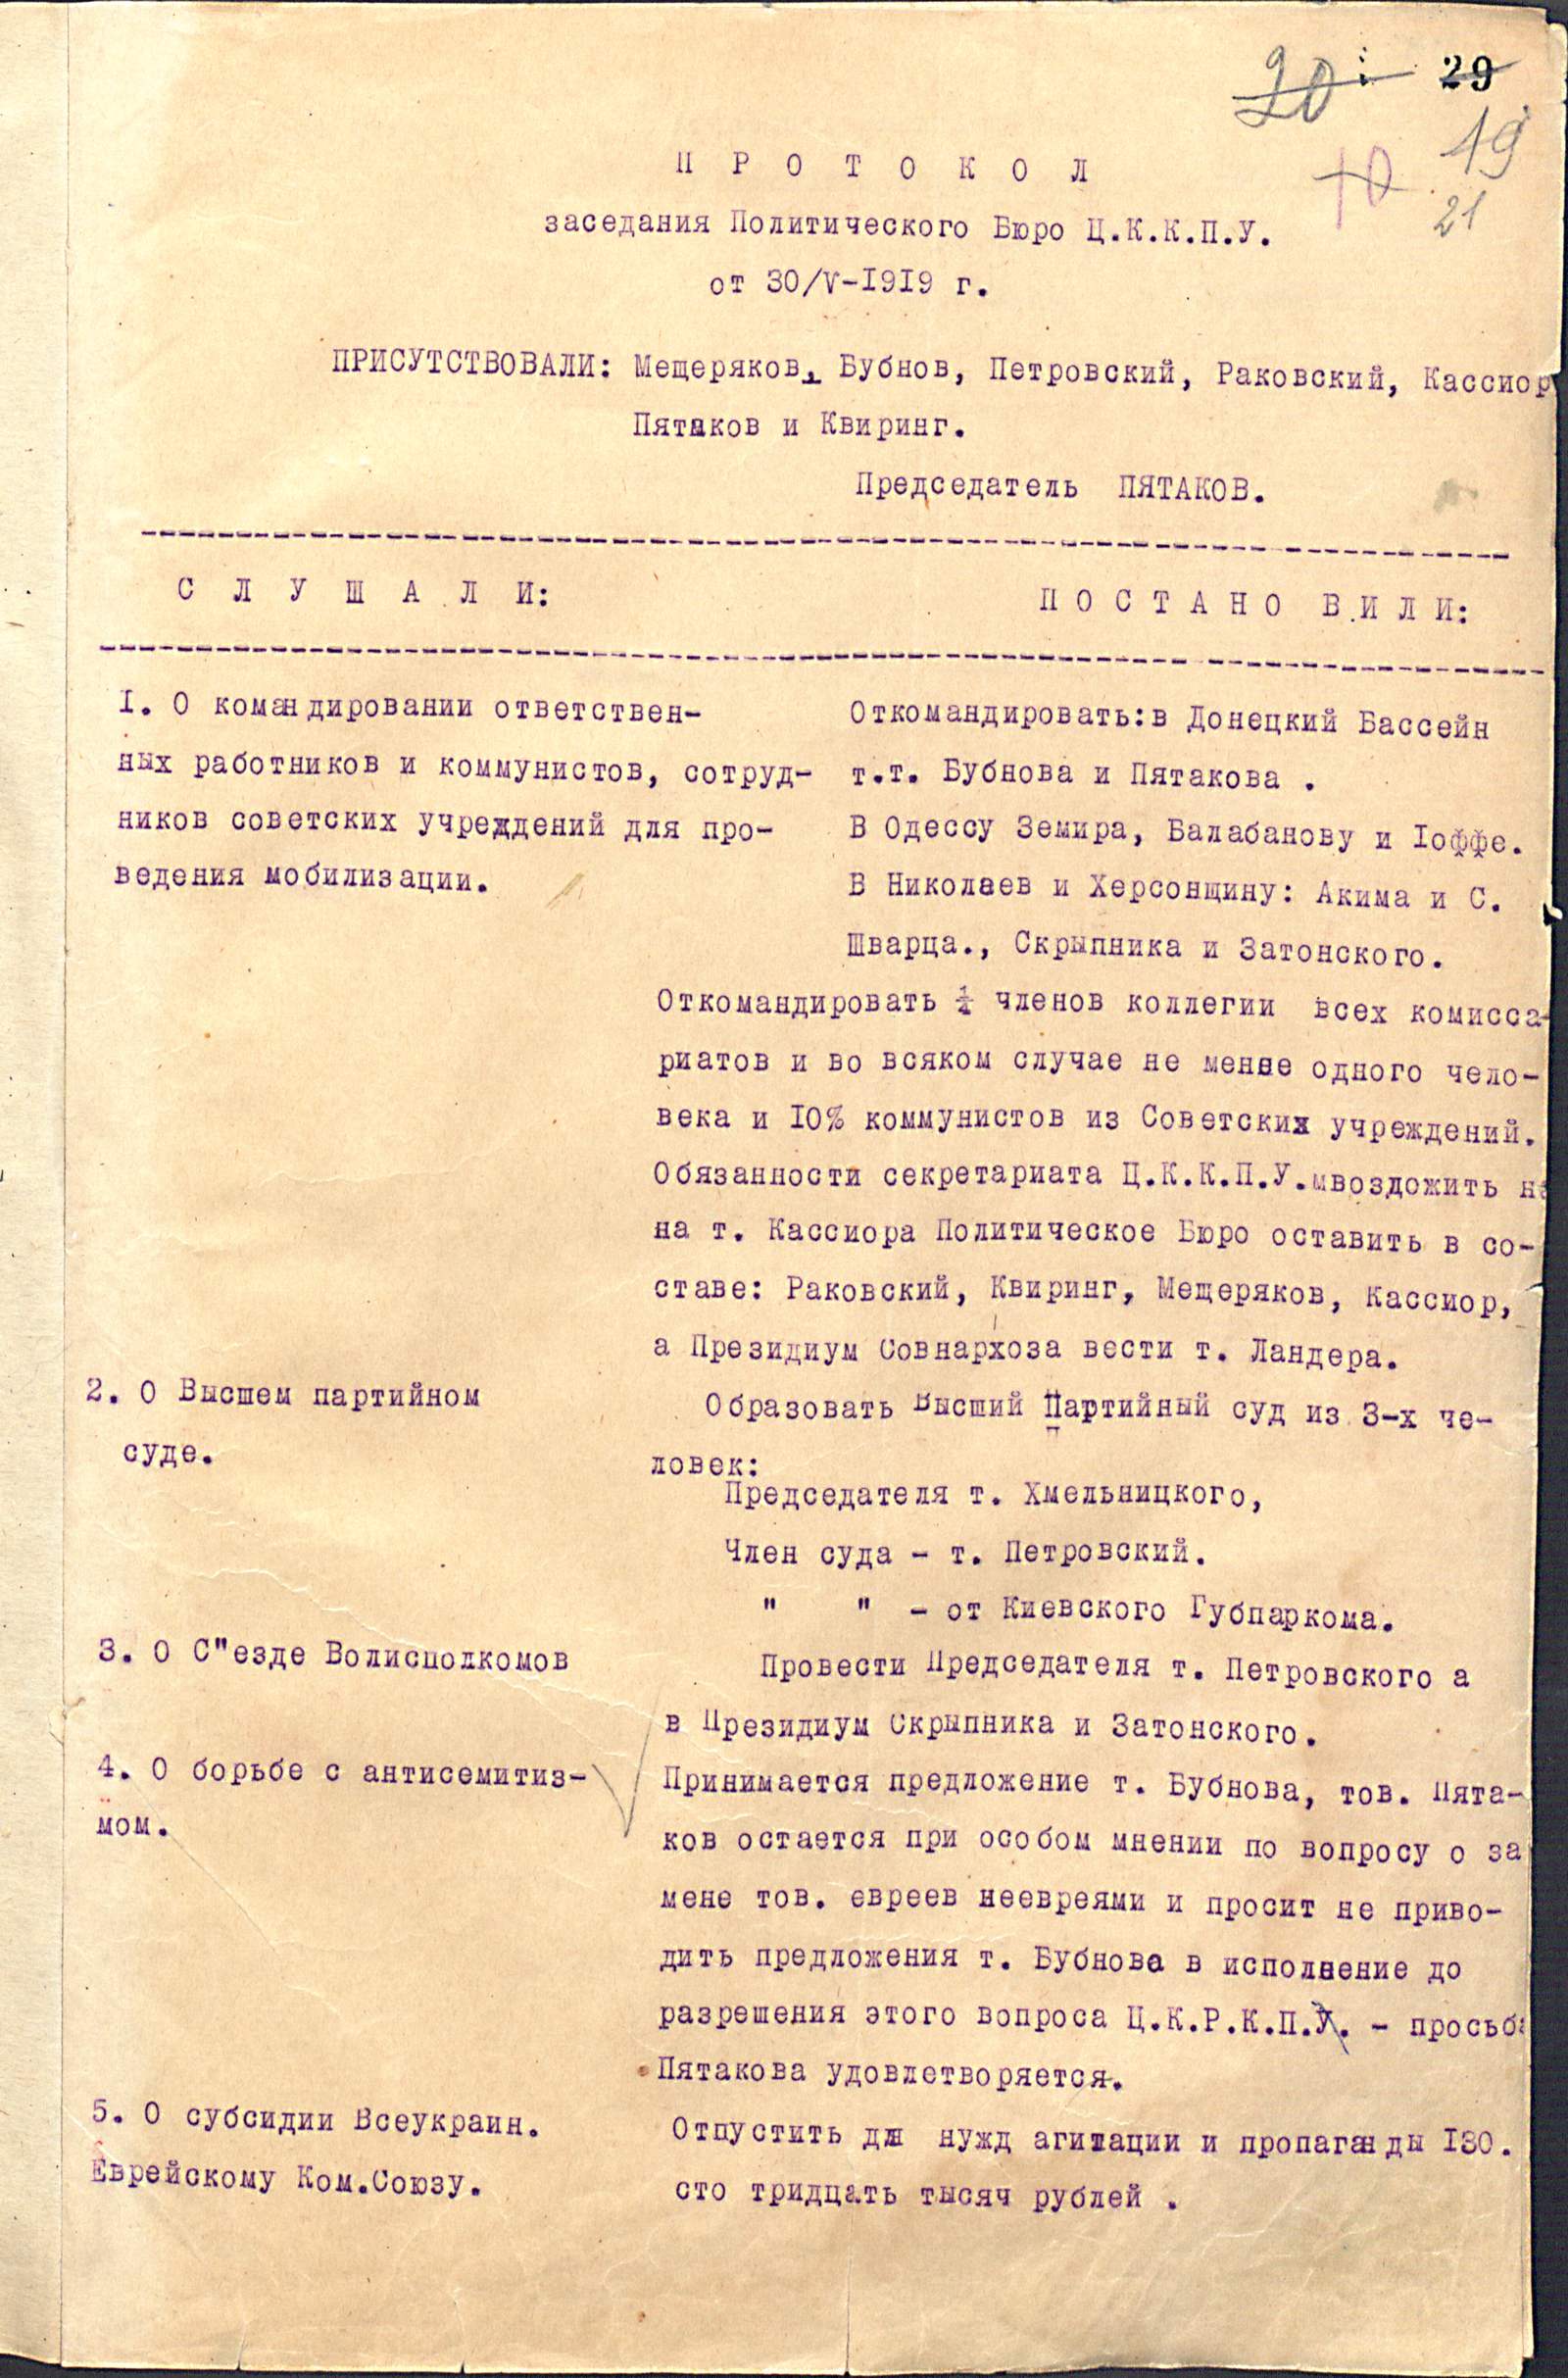 20 29
19
10
21
П Р О Т О К О Л
заседания Политического Бюро Ц.К.К.П.У.
от 30/V-I9I9 г.
ПРИСУТСТВОВАЛИ: Мещеряков, Бубнов, Петровский, Раковский, Кассиор
Пятаков и Квиринг.
Председатель ПЯТАКОВ.
С Л У Ш А Л И:
П О С Т А Н О В И Л И:
I. О командировании ответствен-
ных работников и коммунистов, сотруд-
ников советских учреждений для про-
ведения мобилизации.
Откомандировать:в Донецкий Бассейн
т.т. Бубнова и Пятакова .
В Одессу Земира, Балабанову и Iоффе.
В Николаев и Херсонщину: Акима и С.
Шварца., Скрыпника и Затонского.
Откомандировать ¼ членов коллегии всех комисса-
риатов и во всяком случае не менее одного чело-
века и I0% коммунистов из Советских учреждений.
Обязанности секретариата Ц.К.К.П.У. возложить на
на т. Кассиора Политическое Бюро оставить в со-
ставе: Раковский, Квиринг, Мещеряков, Кассиор,
а Президиум Совнархоза вести т. Ландера.
2. О Высшем партийном
суде.
Образовать Высший Партийный суд из 3-х че-
ловек:
Председателя т. Хмельницкого,
Член суда - т. Петровский.
" " - от Киевского Губпаркома.
3. О С"езде Волисполкомов
Провести Председателя т. Петровского а
в Президиум Скрыпника и Затонского.
4. О борьбе с антисемитиз-
мом.
Принимается предложение т. Бубнова, тов. Пята-
ков остается при особом мнении по вопросу о за
мене тов. евреев неевреями и просит не приво-
дить предложения т. Бубнова в исполнение до
разрешения этого вопроса Ц.К.Р.К.П.У. - просьба
Пятакова удовлетворяется.
5. О субсидии Всеукраин.
Еврейскому Ком.Союзу.
Отпустить для нужд агитации и пропаганды I30.
сто тридцать тысяч рублей .